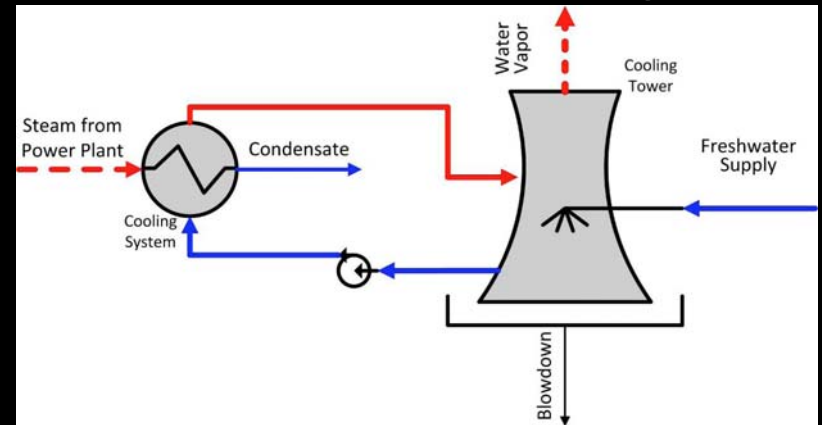 Water
Vapor
Cooling
Tower
Steam from
Power Plant
Condensate
Freshwater
Supply
Cooling
System
Blowdown